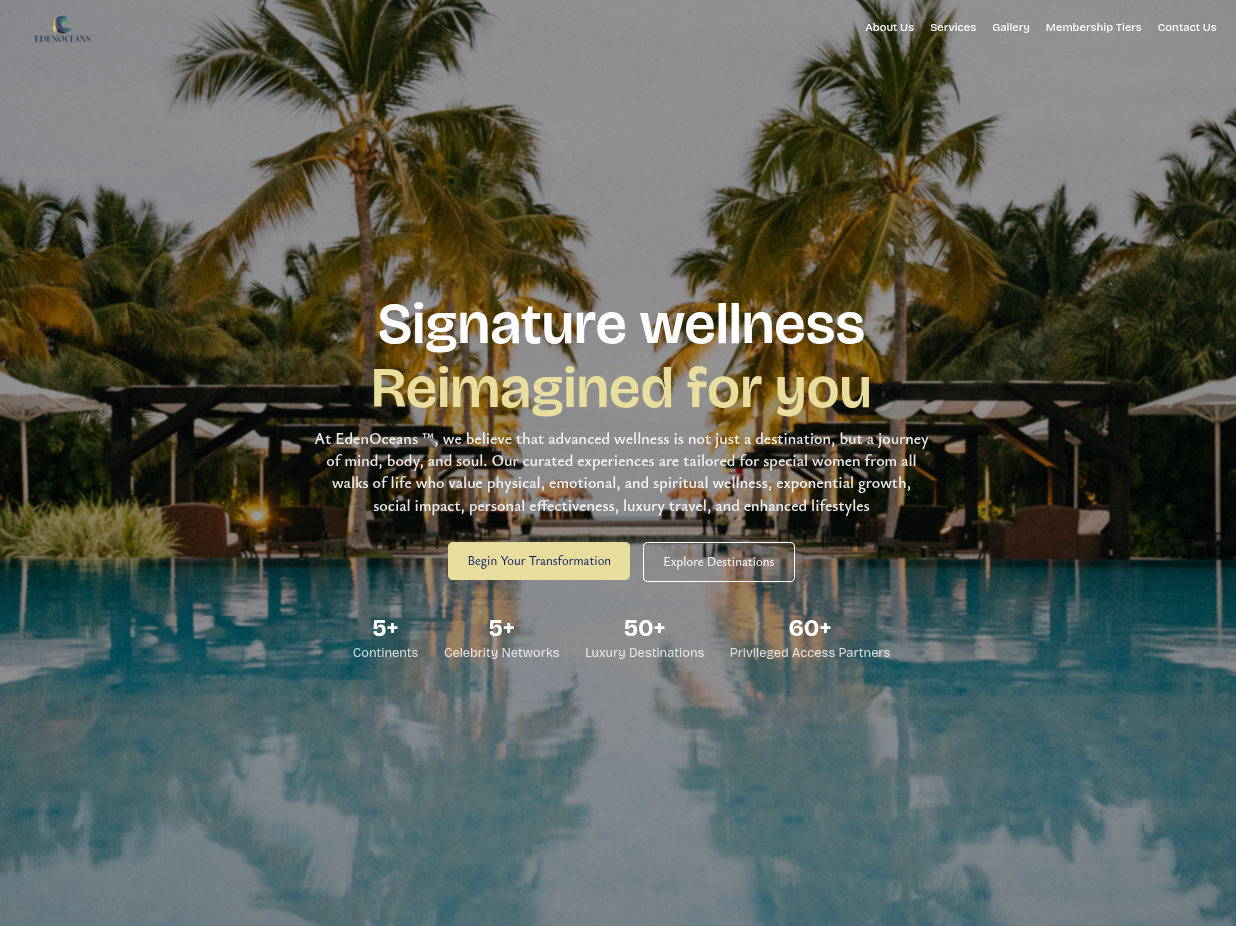 EDENOCEANS
About Us Services Gallery Membership Tiers Contact Us
Signature wellness
Reimagined for you
At EdenOceans ™, we believe that advanced wellness is not just a destination, but a journey
of mind, body, and soul. Our curated experiences are tailored for special women from all
walks of life who value physical, emotional, and spiritual wellness, exponential growth,
social impact, personal effectiveness, luxury travel, and enhanced lifestyles
Begin Your Transformation Explore Destinations
5+ 5+ 50+ 60+
Continents Celebrity Networks Luxury Destinations Privileged Access Partners